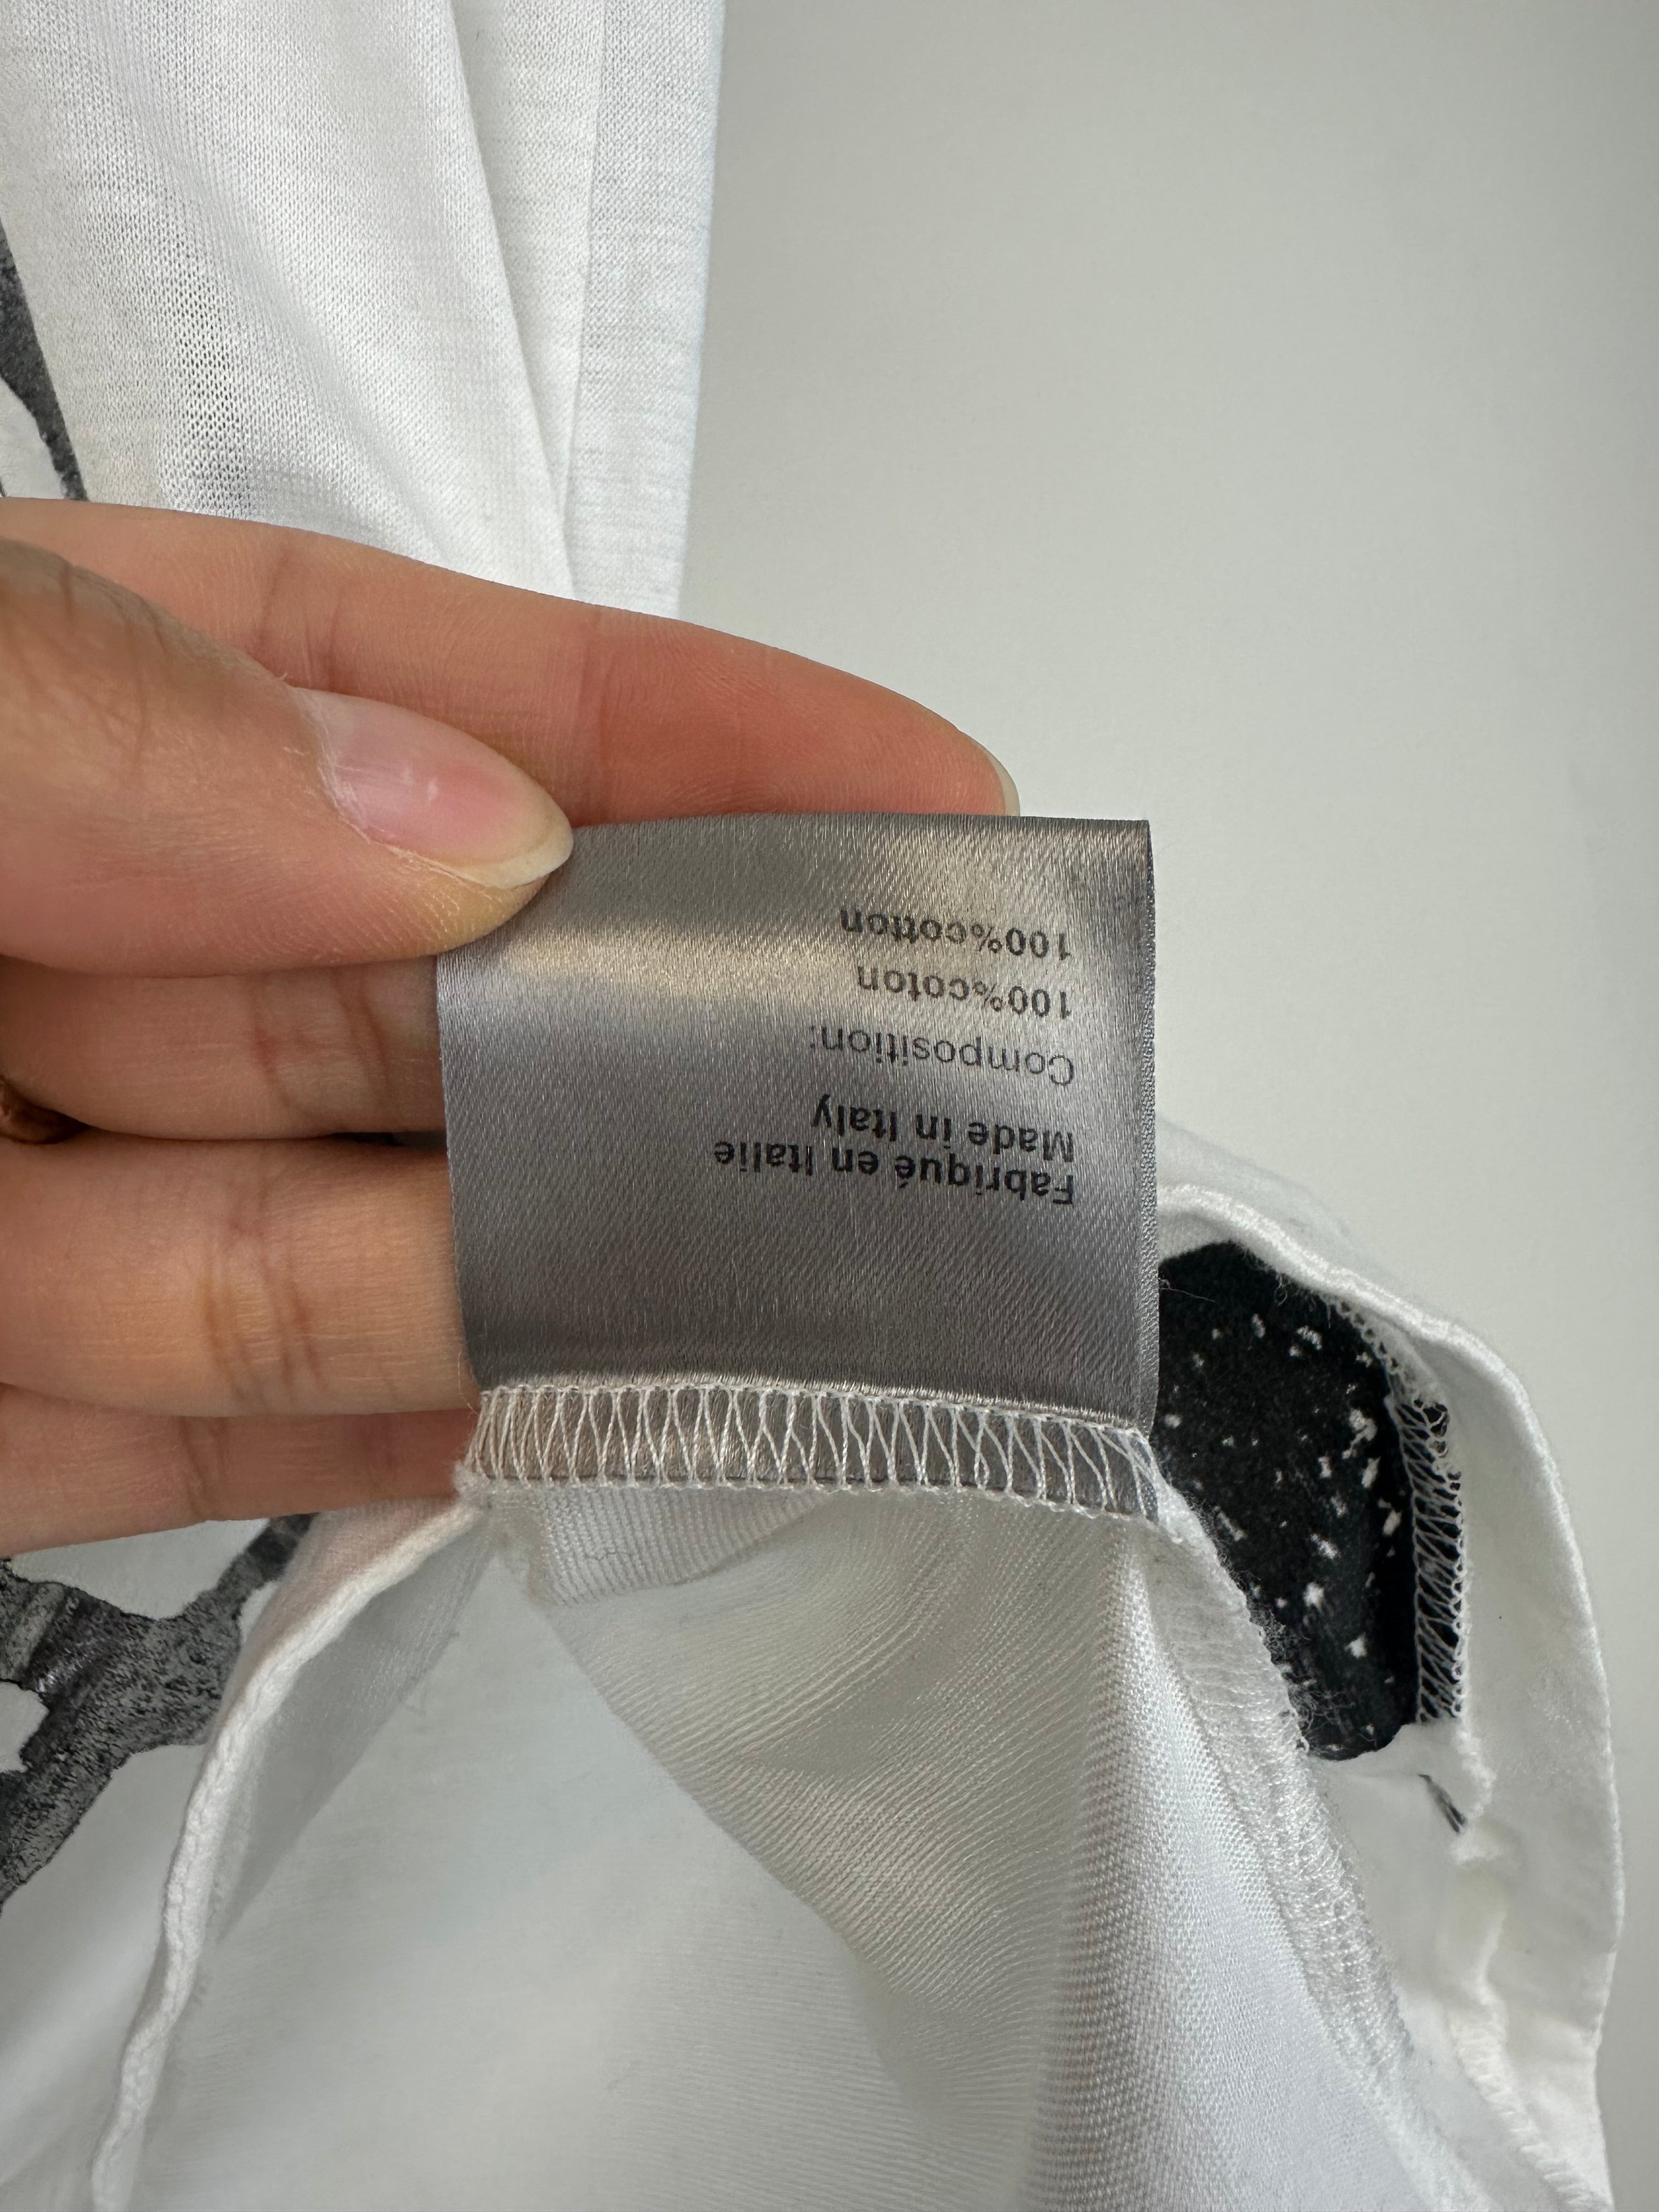 Fabriqué en Italie
Made in Italy
Composition:
100%coton
100%cotton